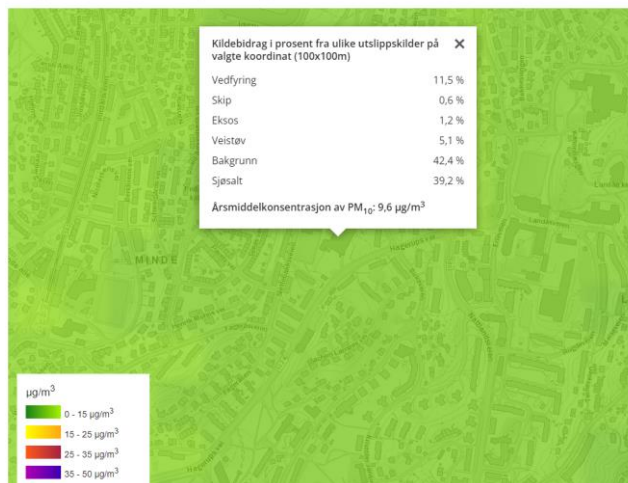 Kildebidrag i prosent fra ulike utslippskilder på
valgte koordinat (100x100m)
Vedfyring 11,5 %
Skip 0,6 %
Eksos 1,2 %
Veistøv 5,1 %
Bakgrunn 42,4 %
Sjøsalt 39,2 %
Årsmiddelkonsentrasjon av PM₁₀: 9,6 µg/m³
MINDE
µg/m³
0 - 15 µg/m³
15 - 25 µg/m³
25 - 35 µg/m³
35 - 50 µg/m³